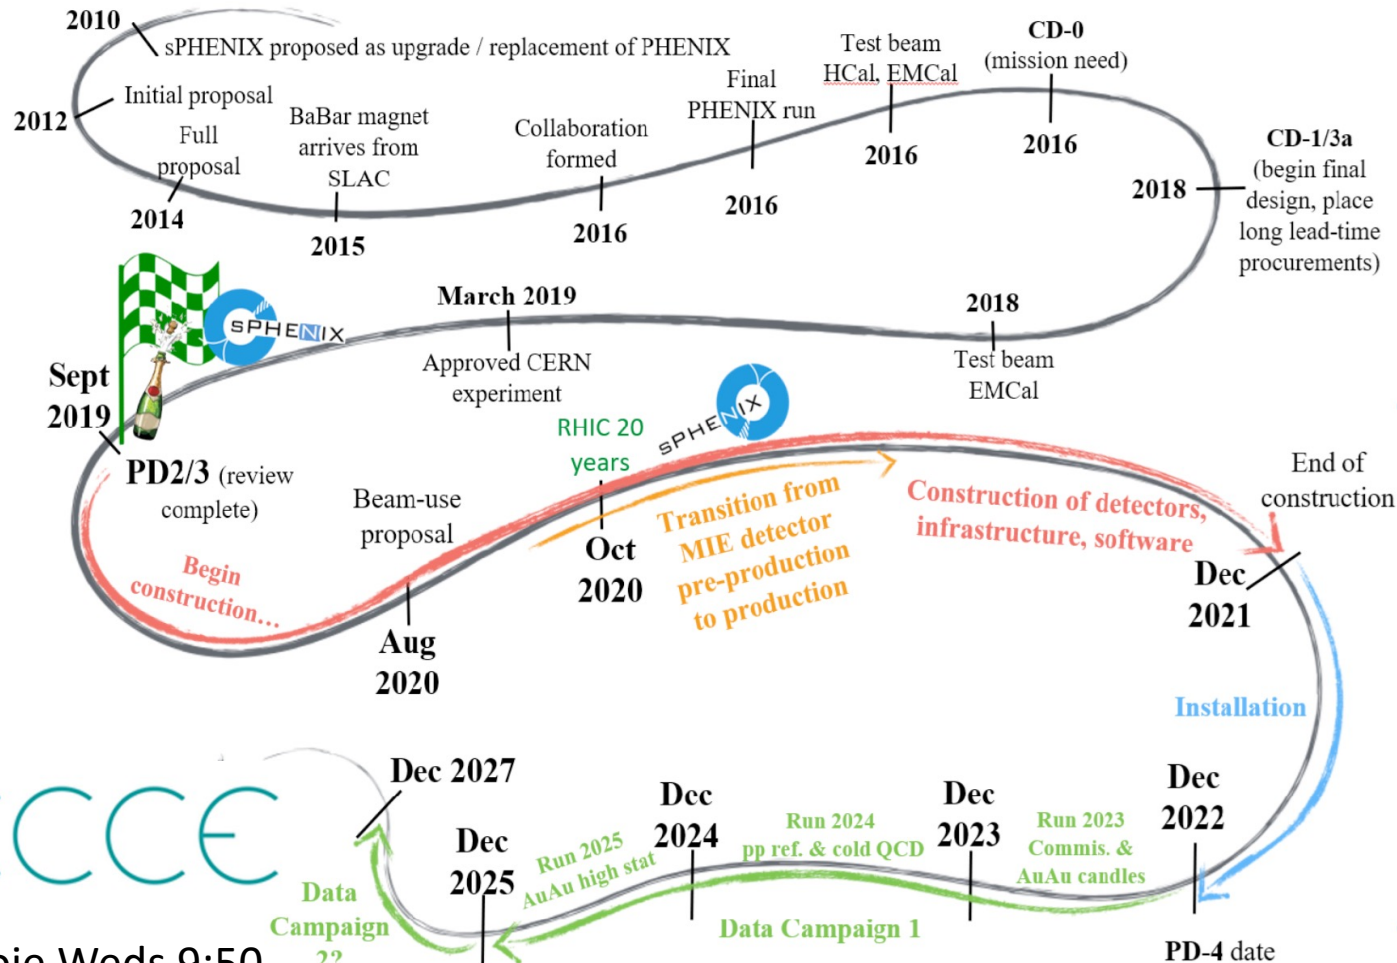 2010
sPHENIX proposed as upgrade / replacement of PHENIX
2012
Initial proposal
Full
proposal
2014
BaBar magnet
arrives from
SLAC
2015
Collaboration
formed
2016
Final
PHENIX run
2016
Test beam
HCal, EMCal
2016
CD-0
(mission need)
2016
CD-1/3a
(begin final
design, place
long lead-time
procurements)
2018
2018
Test beam
EMCal
March 2019
Approved CERN
experiment
sPHENIX
Sept
2019
PD2/3 (review
complete)
Begin
construction…
Beam-use
proposal
Aug
2020
RHIC 20
years
sPHENIX
Oct
2020
Transition from
MIE detector
pre-production
to production
Construction of detectors,
infrastructure, software
End of
construction
Dec
2021
Installation
Dec
2022
PD-4 date
Run 2023
Commis. &
AuAu candles
Dec
2023
Run 2024
pp ref. & cold QCD
Data Campaign 1
Dec
2024
Run 2025
AuAu high stat
Dec
2025
Data
Campaign
2?
Dec 2027
CCE
Weds 9:50